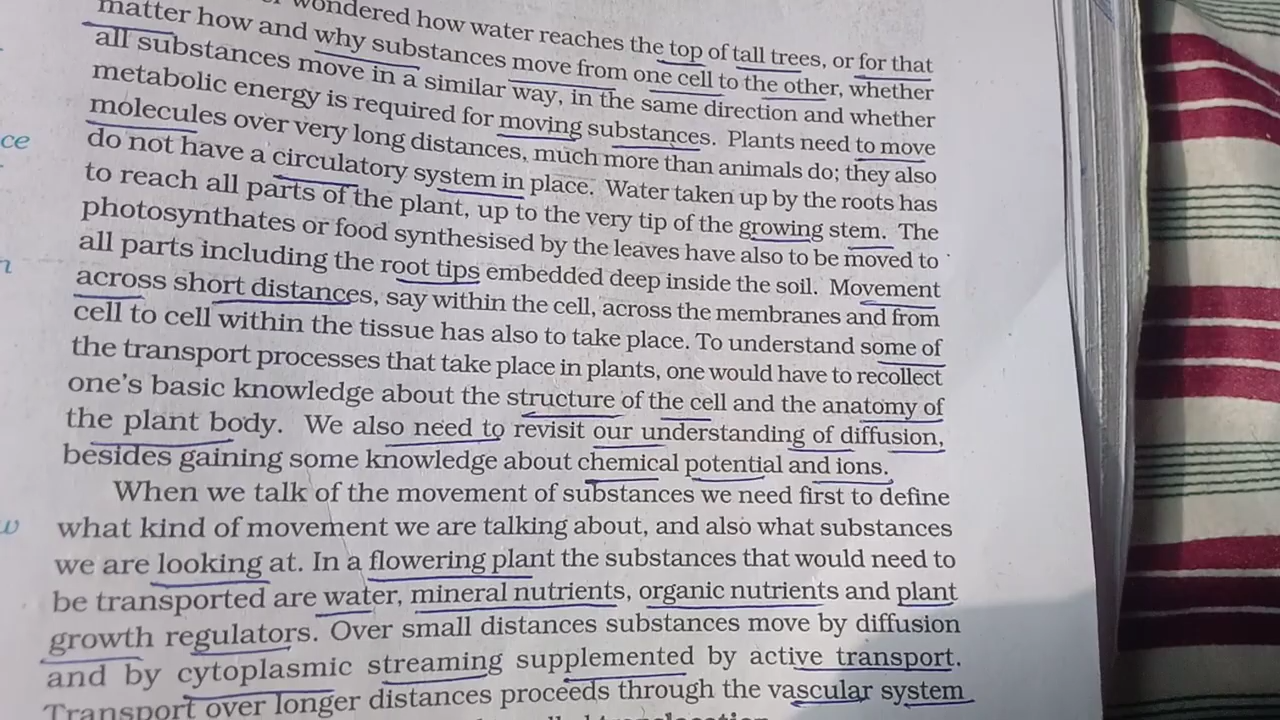 wondered how water reaches the top of tall trees, or for that
matter how and why substances move from one cell to the other, whether
all substances move in a similar way, in the same direction and whether
metabolic energy is required for moving substances. Plants need to move
molecules over very long distances, much more than animals do; they also
do not have a circulatory system in place. Water taken up by the roots has
to reach all parts of the plant, up to the very tip of the growing stem. The
photosynthates or food synthesised by the leaves have also to be moved to
all parts including the root tips embedded deep inside the soil. Movement
across short distances, say within the cell, across the membranes and from
cell to cell within the tissue has also to take place. To understand some of
the transport processes that take place in plants, one would have to recollect
one's basic knowledge about the structure of the cell and the anatomy of
the plant body. We also need to revisit our understanding of diffusion,
besides gaining some knowledge about chemical potential and ions.
When we talk of the movement of substances we need first to define
what kind of movement we are talking about, and also what substances
we are looking at. In a flowering plant the substances that would need to
be transported are water, mineral nutrients, organic nutrients and plant
growth regulators. Over small distances substances move by diffusion
and by cytoplasmic streaming supplemented by active transport.
Transport over longer distances proceeds through the vascular system